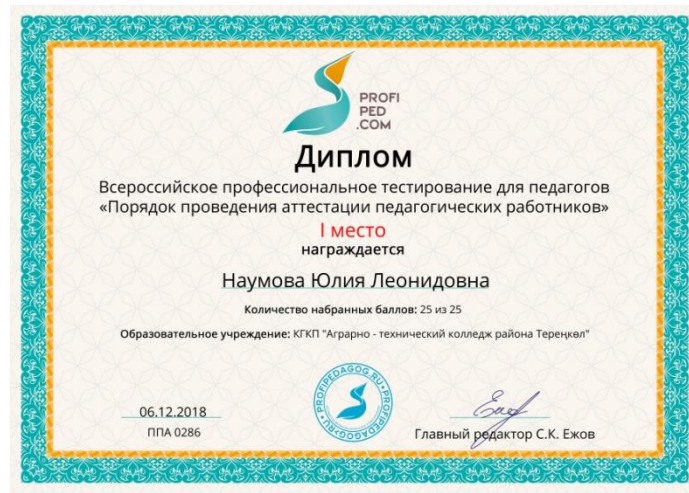 PROFI
PED
.COM
Диплом
Всероссийское профессиональное тестирование для педагогов
«Порядок проведения аттестации педагогических работников»
I место
награждается
Наумова Юлия Леонидовна
Количество набранных баллов: 25 из 25
Образовательное учреждение: КГКП "Аграрно - технический колледж района Тереңкөл"
PROFIPEDAGOG.RU
06.12.2018
ППА 0286
Главный редактор С.К. Ежов